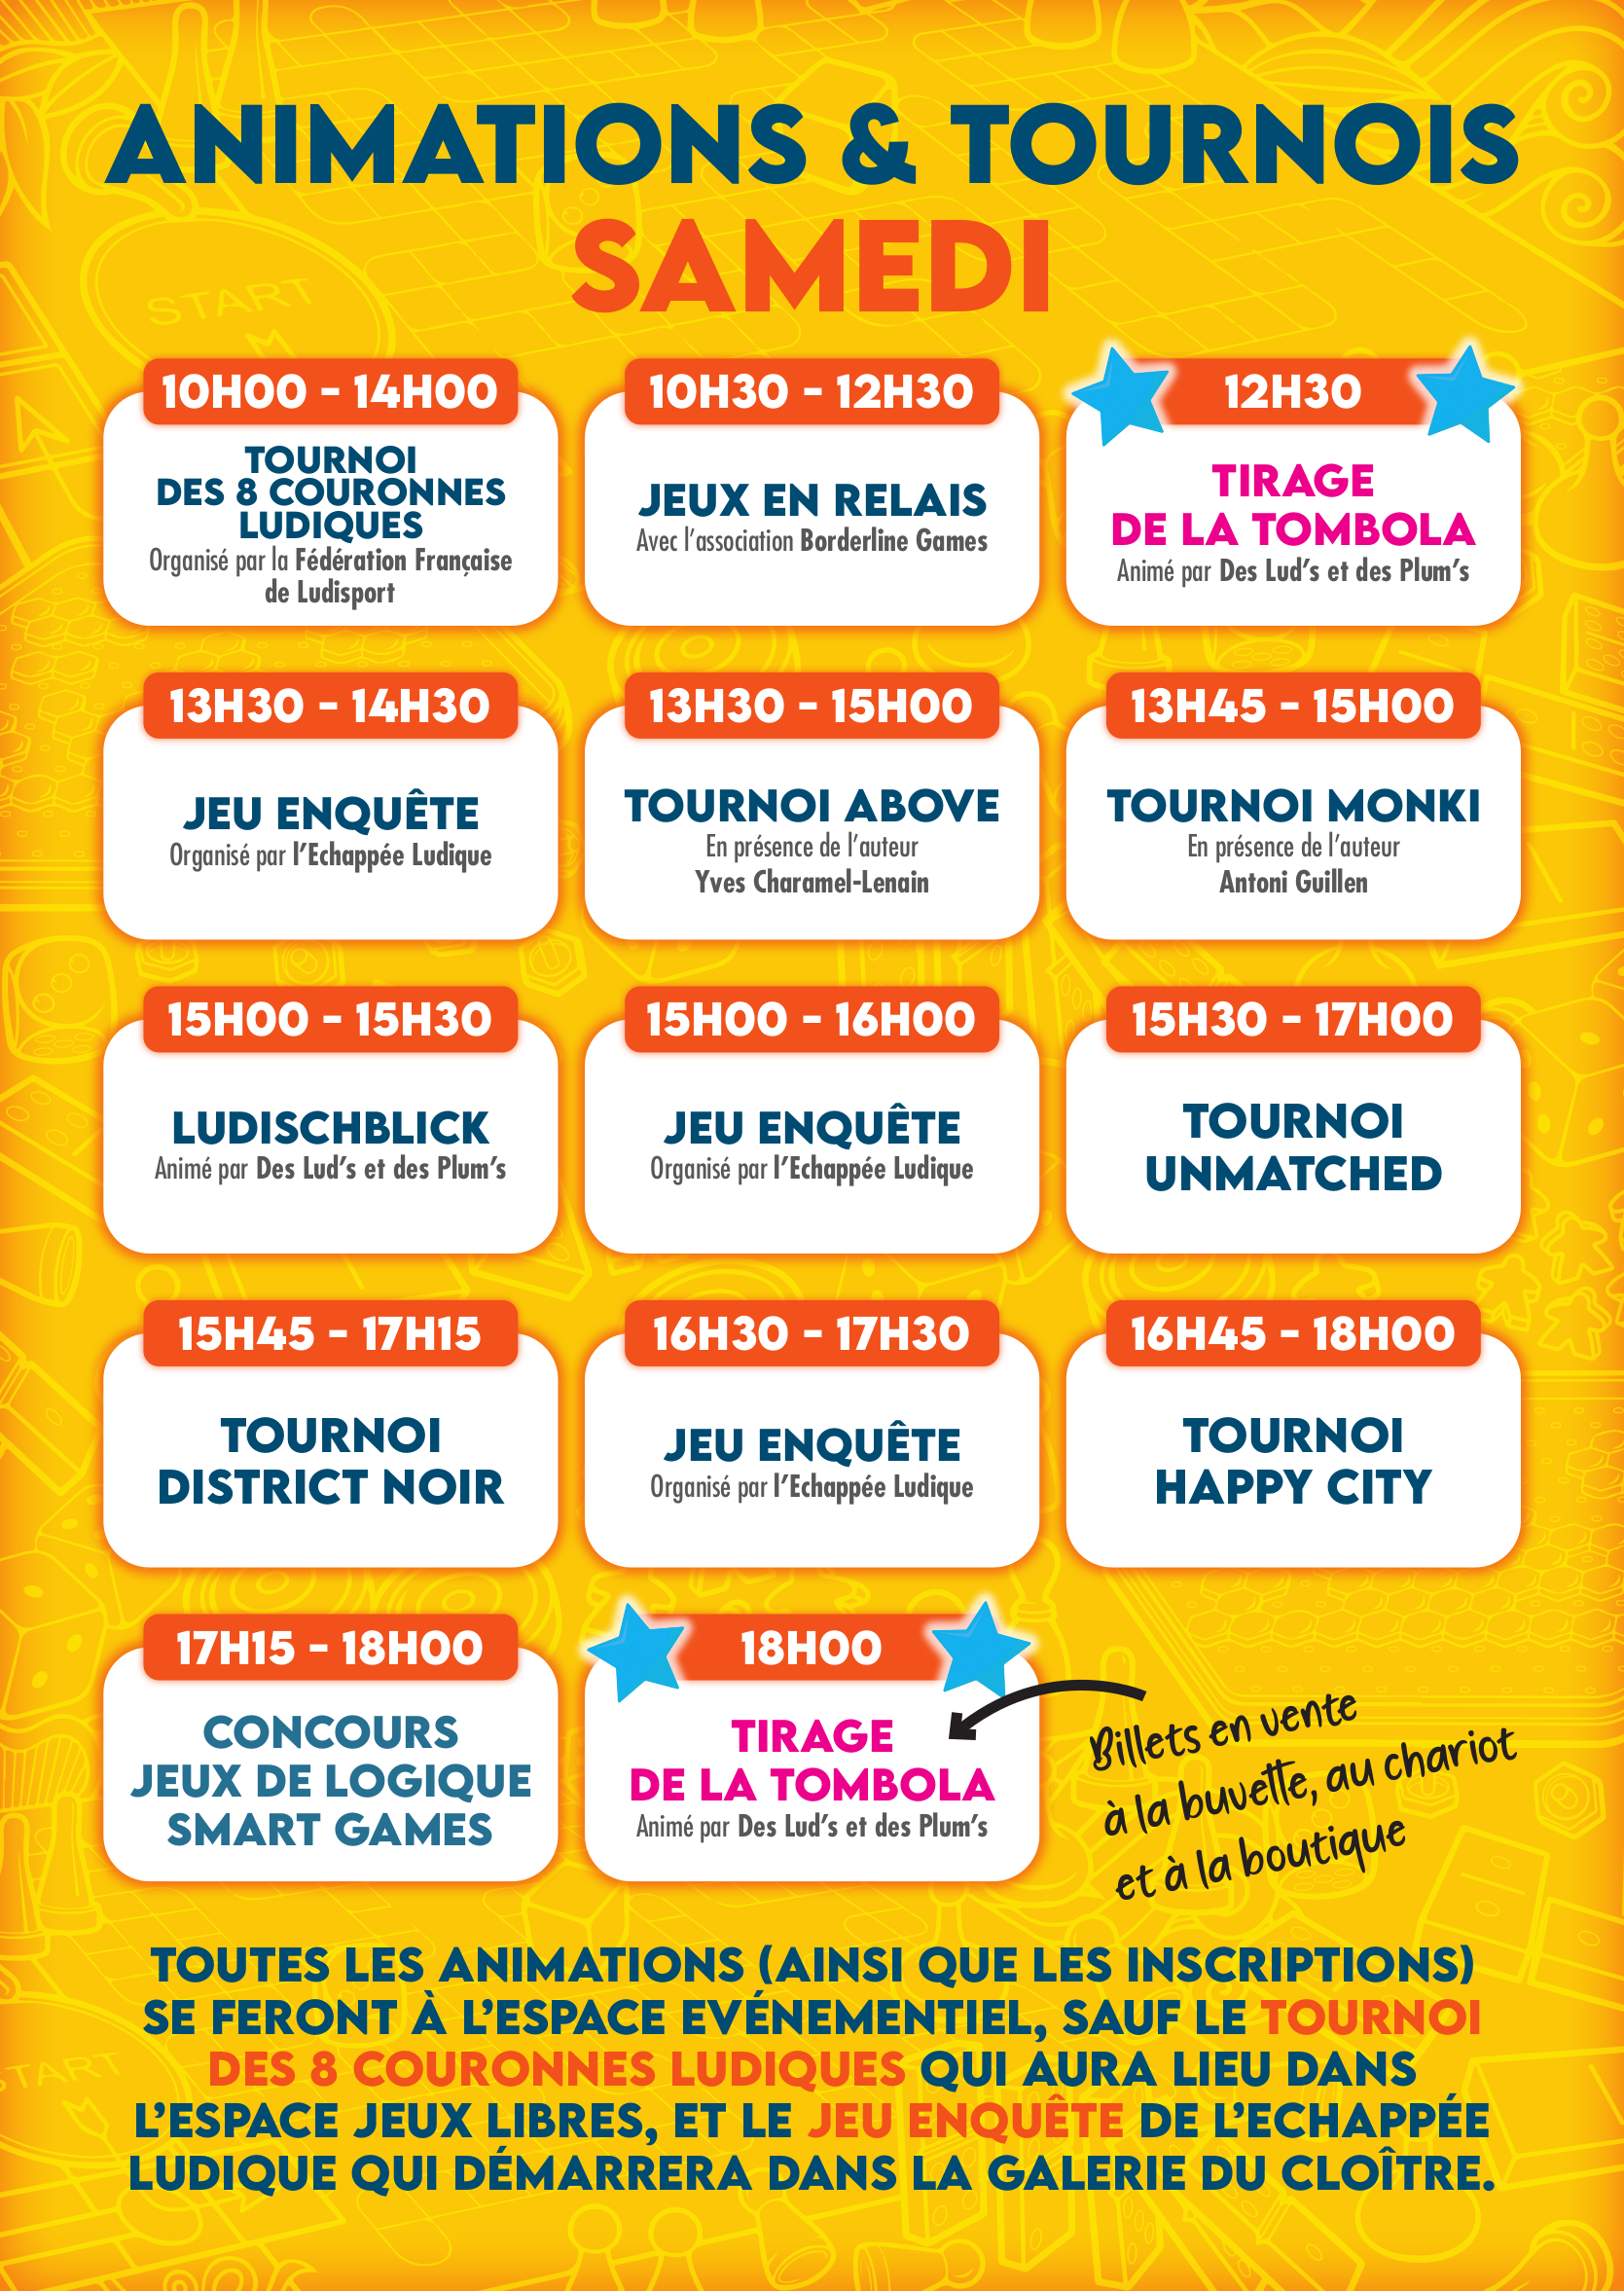 ANIMATIONS & TOURNOIS
SAMEDI
START
10H00 - 14H00
TOURNOI
DES 8 COURONNES
LUDIQUES
Organisé par la Fédération Française
de Ludisport
10H30 - 12H30
JEUX EN RELAIS
Avec l'association Borderline Games
12H30
TIRAGE
DE LA TOMBOLA
Animé par Des Lud's et des Plum's
13H30 - 14H30
JEU ENQUÊTE
Organisé par l'Echappée Ludique
13H30 - 15H00
TOURNOI ABOVE
En présence de l'auteur
Yves Charamel-Lenain
13H45 - 15H00
TOURNOI MONKI
En présence de l'auteur
Antoni Guillen
15H00 - 15H30
LUDISCHBLICK
Animé par Des Lud's et des Plum's
15H00 - 16H00
JEU ENQUÊTE
Organisé par l'Echappée Ludique
15H30 - 17H00
TOURNOI
UNMATCHED
15H45 - 17H15
TOURNOI
DISTRICT NOIR
16H30 - 17H30
JEU ENQUÊTE
Organisé par l'Echappée Ludique
16H45 - 18H00
TOURNOI
HAPPY CITY
17H15 - 18H00
CONCOURS
JEUX DE LOGIQUE
SMART GAMES
18H00
TIRAGE
DE LA TOMBOLA
Animé par Des Lud's et des Plum's
Billets en vente
à la buvette, au chariot
et à la boutique
TOUTES LES ANIMATIONS (AINSI QUE LES INSCRIPTIONS)
SE FERONT À L'ESPACE EVÉNEMENTIEL, SAUF LE TOURNOI
DES 8 COURONNES LUDIQUES QUI AURA LIEU DANS
L'ESPACE JEUX LIBRES, ET LE JEU ENQUÊTE DE L'ECHAPPÉE
LUDIQUE QUI DÉMARRERA DANS LA GALERIE DU CLOÎTRE.
START